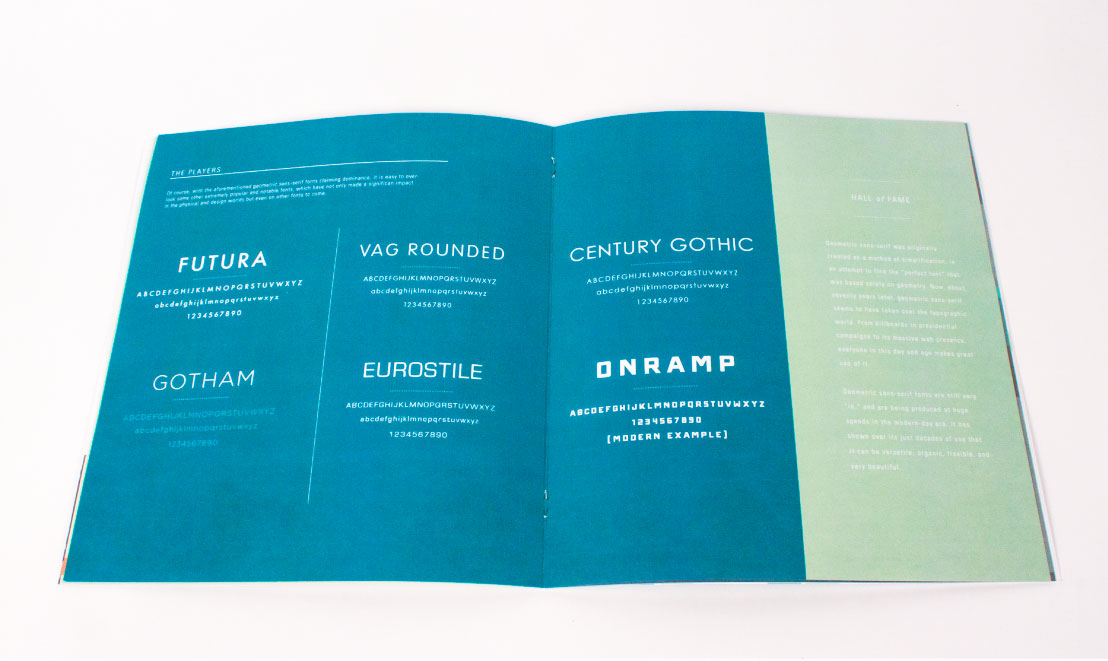 THE PLAYERS
Of course, with the aforementioned geometric sans-serif fonts claiming dominance, it is easy to over-
look some other extremely popular and notable fonts, which have not only made a significan impact
in the physical and design worlds but even on other fonts to come.
FUTURA
ABCDEFGHIJKLMNOPQRSTUVWXYZ
abcdefghijklmnopqrstuvwxyz
1234567890
GOTHAM
ABCDEFGHIJKLMNOPQRSTUVWXYZ
abcdefghijklmnopqrstuvwxyz
1234567890
VAG ROUNDED
ABCDEFGHIJKLMNOPQRSTUVWXYZ
abcdefghijklmnopqrstuvwxyz
1234567890
EUROSTILE
ABCDEFGHIJKLMNOPQRSTUVWXYZ
abcdefghijklmnopqrstuvwxyz
1234567890
CENTURY GOTHIC
ABCDEFGHIJKLMNOPQRSTUVWXYZ
abcdefghijklmnopqrstuvwxyz
1234567890
ONRAMP
ABCDEFGHIJKLMNOPQRSTUVWXYZ
1234567890
[MODERN EXAMPLE]
HALL of FAME
Geometric sans-serif was originally
created as a method of simplification, in
an attempt to find the "perfect font" that
was based solely on geometry. Now, about
seventy years later, geometric sans-serif
seems to have taken over the typographic
world. From billboards to presidential
campaigns to its massive web presence,
everyone in this day and age makes great
use of it.
Geometric sans-serif fonts are still very
"in," and are being produced at huge
speeds in the modern-day era. It has
shown over its just decades of use that
it can be versatile, organic, flexible, and
very beautiful.